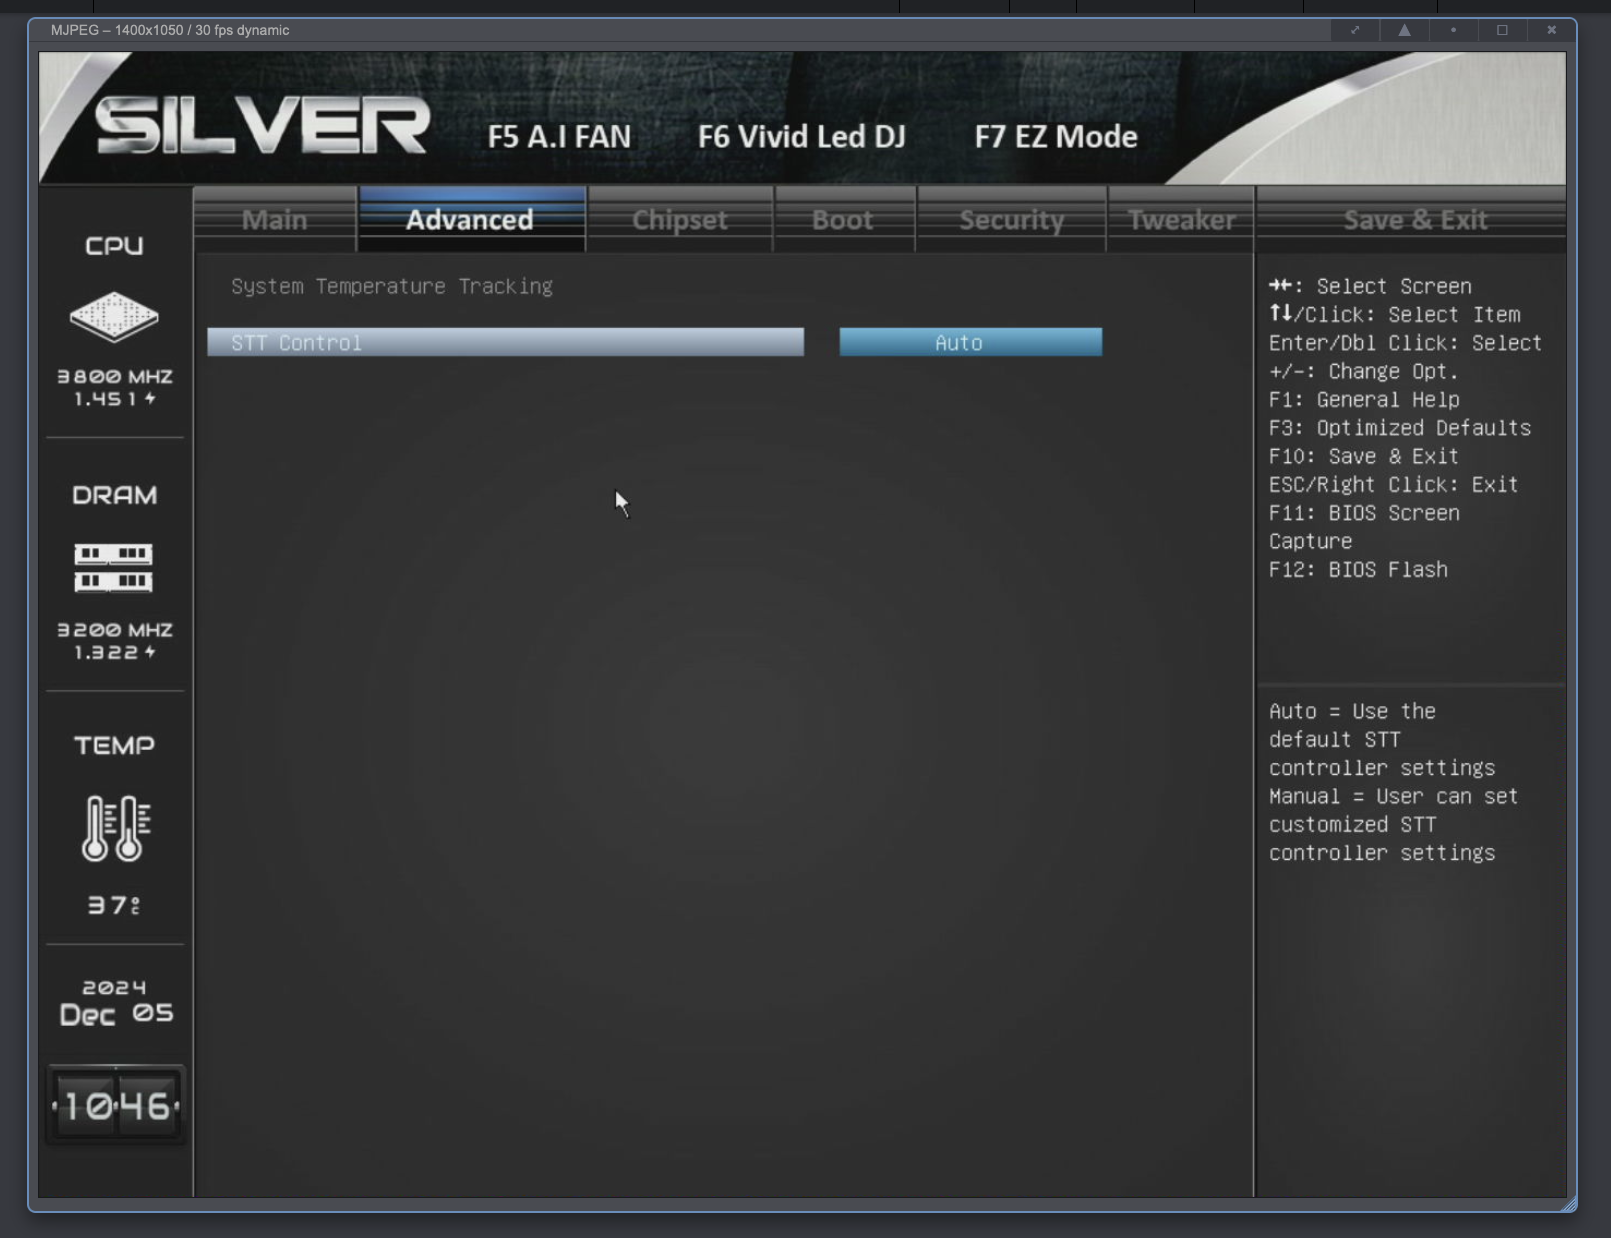 MJPEG – 1400x1050 / 30 fps dynamic
SILVER
F5 A.I FAN
F6 Vivid Led DJ
F7 EZ Mode
Main
Advanced
Chipset
Boot
Security
Tweaker
Save & Exit
CPU
3800 MHZ
1.451
DRAM
3200 MHZ
1.322
TEMP
37°C
2024
Dec 05
10:46
System Temperature Tracking
STT Control
Auto
→←: Select Screen
↑↓/Click: Select Item
Enter/Dbl Click: Select
+/-: Change Opt.
F1: General Help
F3: Optimized Defaults
F10: Save & Exit
ESC/Right Click: Exit
F11: BIOS Screen
Capture
F12: BIOS Flash
Auto = Use the
default STT
controller settings
Manual = User can set
customized STT
controller settings